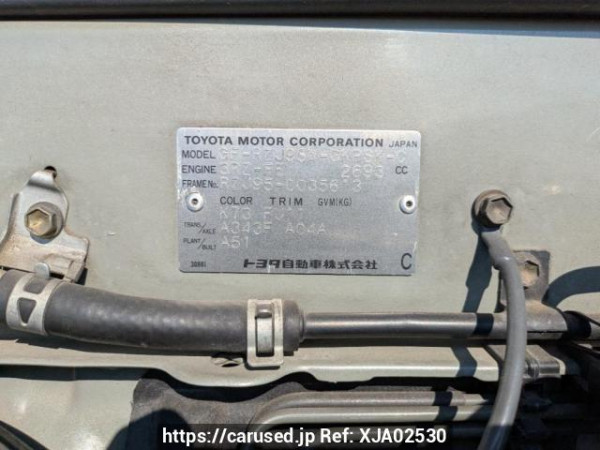 TOYOTA MOTOR CORPORATION JAPAN
MODEL
ENGINE 2693 CC
FRAME No.
COLOR TRIM GVM(KG)
K73
TRANS/AXLE A343F A04A
PLANT/BUILT A51
トヨタ自動車株式会社 C
https://carused.jp Ref: XJA02530